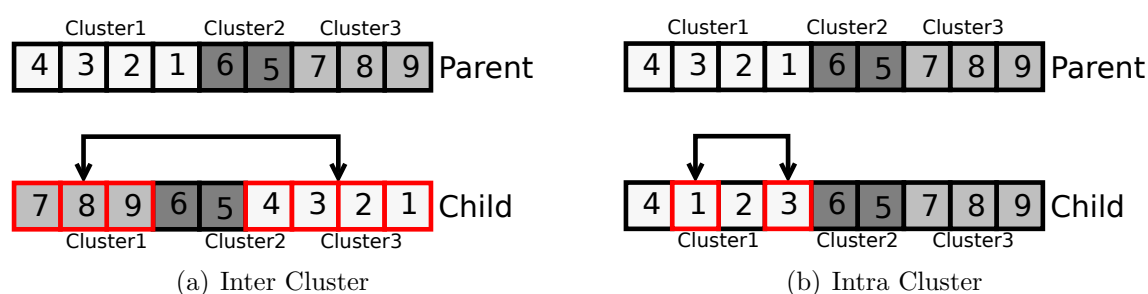 Cluster1 Cluster2 Cluster3
4 3 2 1 6 5 7 8 9 Parent
7 8 9 6 5 4 3 2 1 Child
Cluster1 Cluster2 Cluster3
(a) Inter Cluster
Cluster1 Cluster2 Cluster3
4 3 2 1 6 5 7 8 9 Parent
4 1 2 3 6 5 7 8 9 Child
Cluster1 Cluster2 Cluster3
(b) Intra Cluster